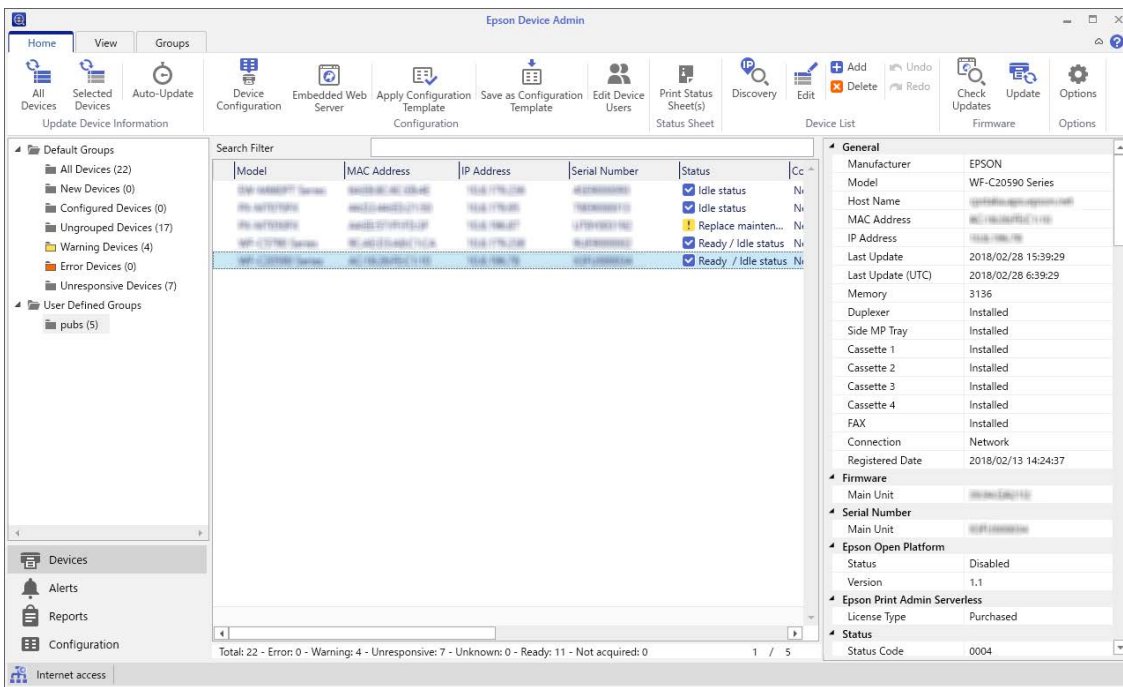 Epson Device Admin
Home View Groups
All Devices
Selected Devices
Auto-Update
Update Device Information
Device Configuration
Embedded Web Server
Apply Configuration Template
Save as Configuration Template
Edit Device Users
Configuration
Print Status Sheet(s)
Status Sheet
Discovery
Edit
Add
Delete
Undo
Redo
Device List
Check Updates
Update
Firmware
Options
Options
Default Groups
All Devices (22)
New Devices (0)
Configured Devices (0)
Ungrouped Devices (17)
Warning Devices (4)
Error Devices (0)
Unresponsive Devices (7)
User Defined Groups
pubs (5)
Devices
Alerts
Reports
Configuration
Search Filter
Model MAC Address IP Address Serial Number Status Co
Idle status
Idle status
Replace mainten...
Ready / Idle status
Ready / Idle status
Total: 22 - Error: 0 - Warning: 4 - Unresponsive: 7 - Unknown: 0 - Ready: 11 - Not acquired: 0 1 / 5
General
Manufacturer EPSON
Model WF-C20590 Series
Host Name
MAC Address
IP Address
Last Update 2018/02/28 15:39:29
Last Update (UTC) 2018/02/28 6:39:29
Memory 3136
Duplexer Installed
Side MP Tray Installed
Cassette 1 Installed
Cassette 2 Installed
Cassette 3 Installed
Cassette 4 Installed
FAX Installed
Connection Network
Registered Date 2018/02/13 14:24:37
Firmware
Main Unit
Serial Number
Main Unit
Epson Open Platform
Status Disabled
Version 1.1
Epson Print Admin Serverless
License Type Purchased
Status
Status Code 0004
Internet access